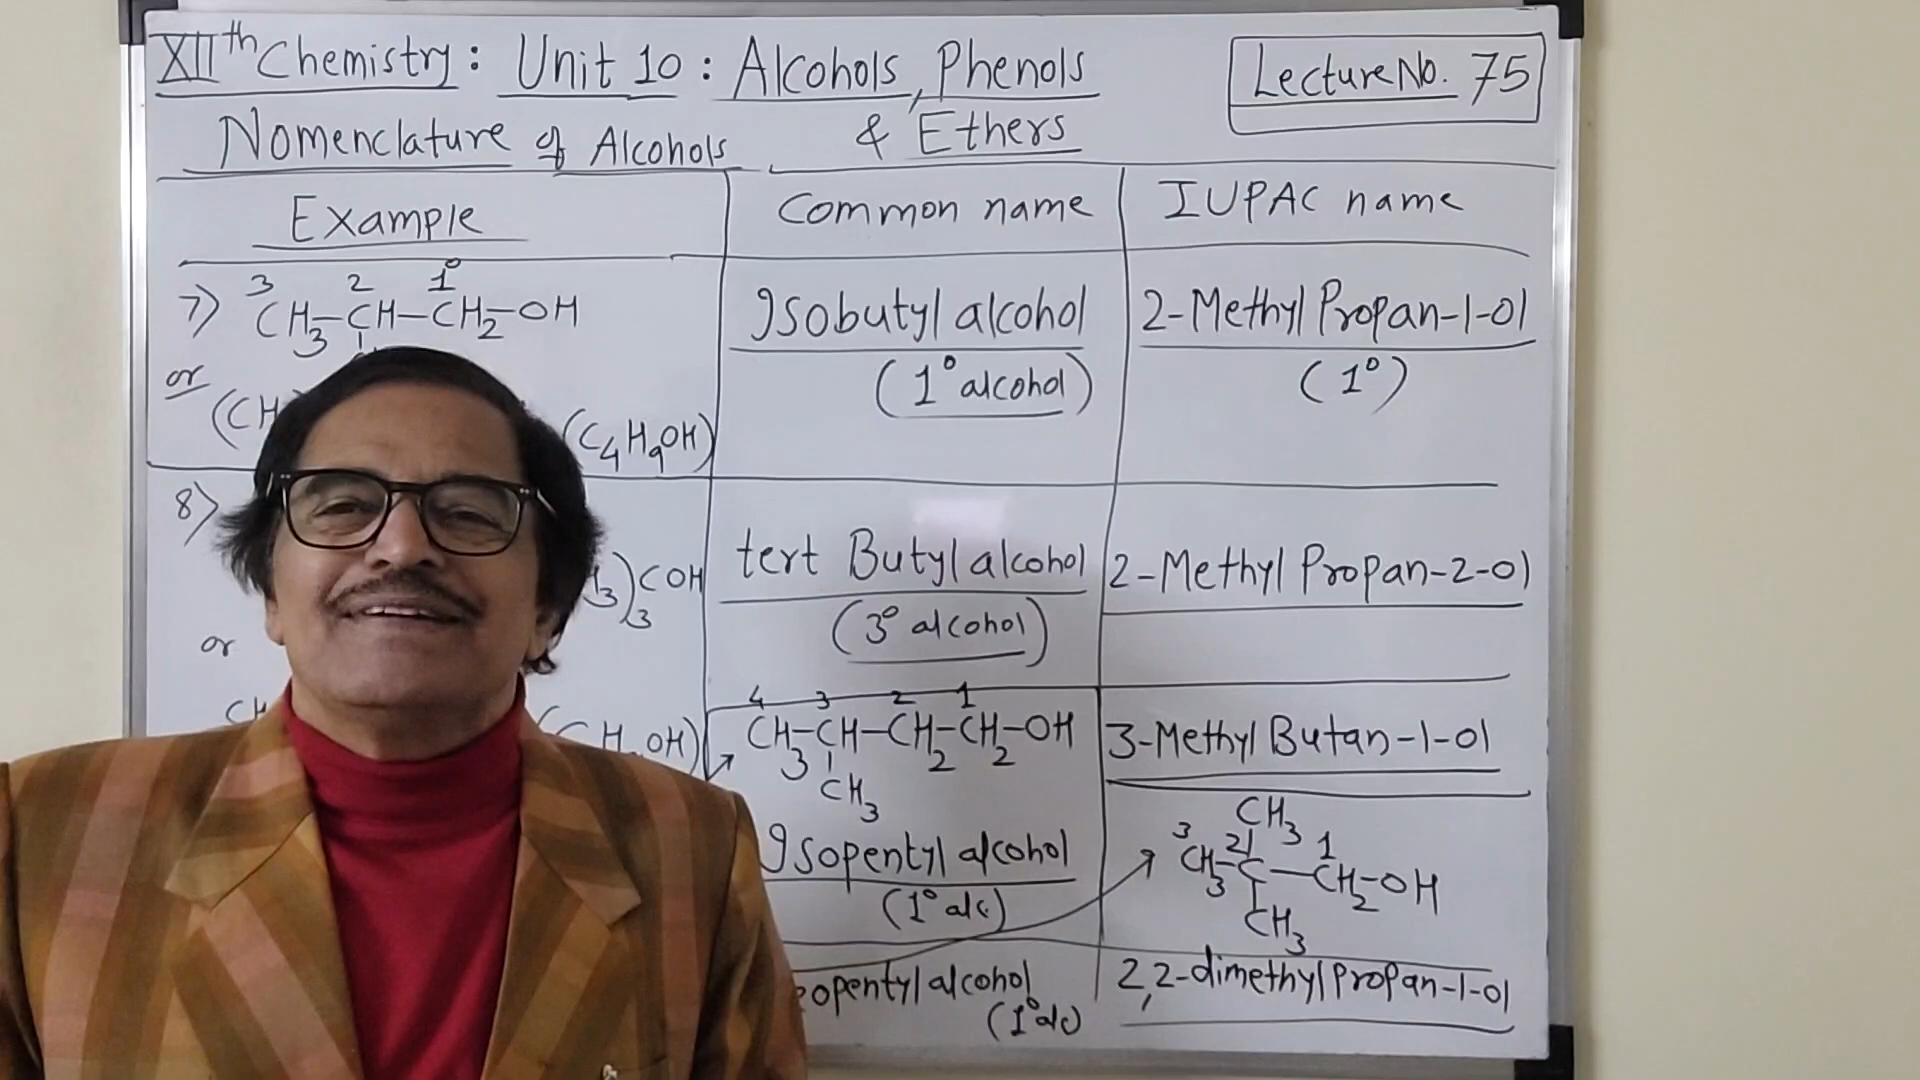 XIIth Chemistry: Unit 10: Alcohols, Phenols
& Ethers
Lecture No. 75
Nomenclature of Alcohols
Example
Common name
IUPAC name
7) 3 2 1°
CH3–CH–CH2–OH
or
(CH
(C4H9OH)
Isobutyl alcohol
(1° alcohol)
2-Methyl Propan-1-ol
(1°)
8)
3)3COH
or
CH
H OH)
tert Butyl alcohol
(3° alcohol)
2-Methyl Propan-2-ol
4 3 2 1
CH3–CH–CH2–CH2–OH
CH3
Isopentyl alcohol
(1° alc)
3-Methyl Butan-1-ol
CH3
3 2 1
CH3–C–CH2–OH
CH3
eopentyl alcohol
(1° alc)
2,2-dimethyl Propan-1-ol